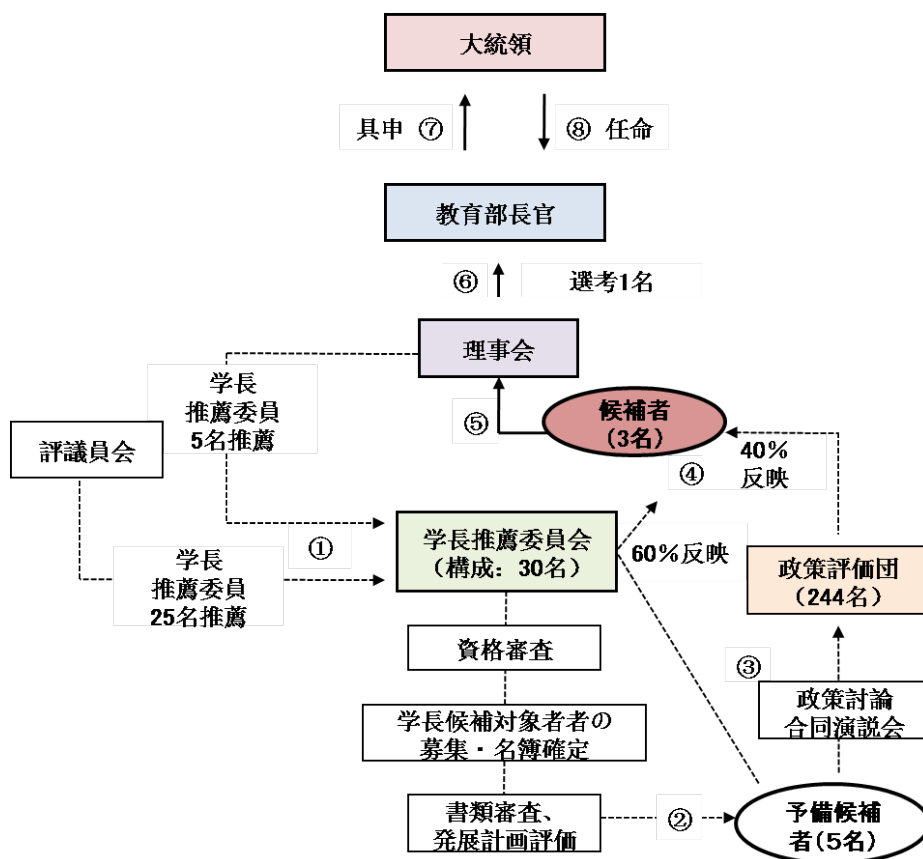 大統領
具申 ⑦
⑧ 任命
教育部長官
⑥
選考1名
理事会
学長
推薦委員
5名推薦
⑤
候補者
(3名)
評議員会
④
40%
反映
①
学長推薦委員会
(構成: 30名)
60%反映
学長
推薦委員
25名推薦
政策評価団
(244名)
資格審査
③
政策討論
合同演説会
学長候補対象者者の
募集・名簿確定
書類審査、
発展計画評価
②
予備候補
者(5名)